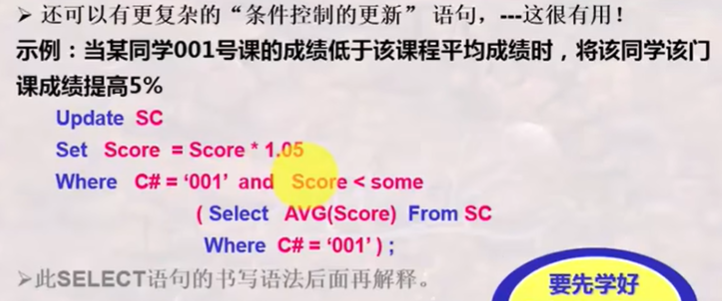 ➢ 还可以有更复杂的“条件控制的更新” 语句，---这很有用！
示例：当某同学001号课的成绩低于该课程平均成绩时，将该同学该门
课成绩提高5%
Update SC
Set Score = Score * 1.05
Where C# = ‘001’ and Score < some
( Select AVG(Score) From SC
Where C# = ‘001’ ) ;
➢此SELECT语句的书写语法后面再解释。
要先学好